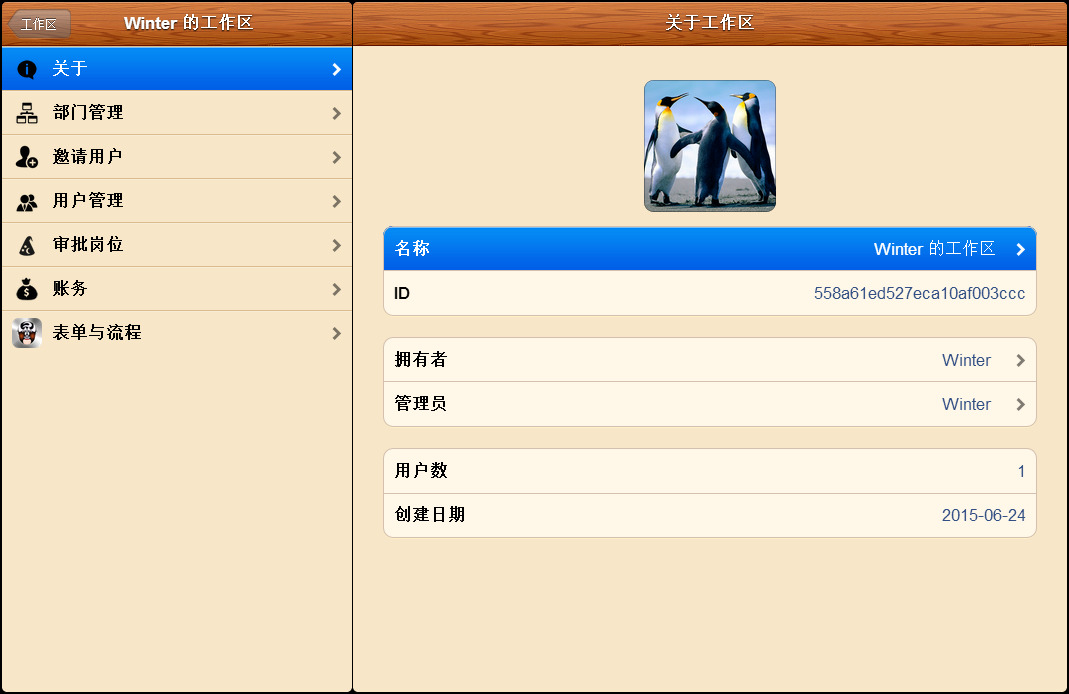 工作区
Winter 的工作区
关于
部门管理
邀请用户
用户管理
审批岗位
账务
表单与流程
关于工作区
名称 Winter 的工作区
ID 558a61ed527eca10af003ccc
拥有者 Winter
管理员 Winter
用户数 1
创建日期 2015-06-24